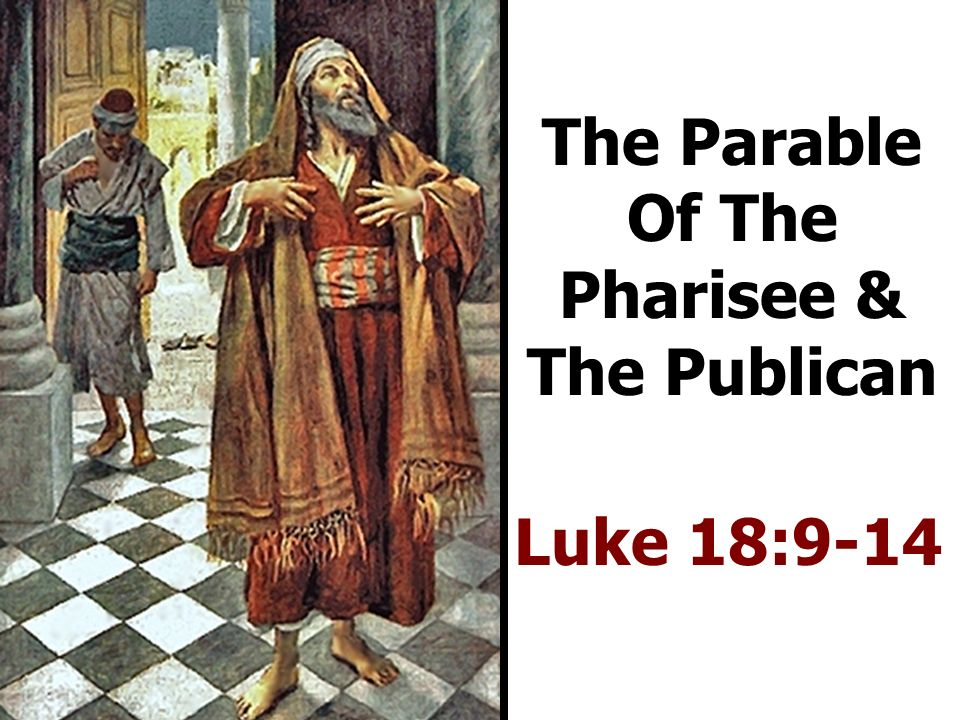 The Parable
Of The
Pharisee &
The Publican
Luke 18:9-14